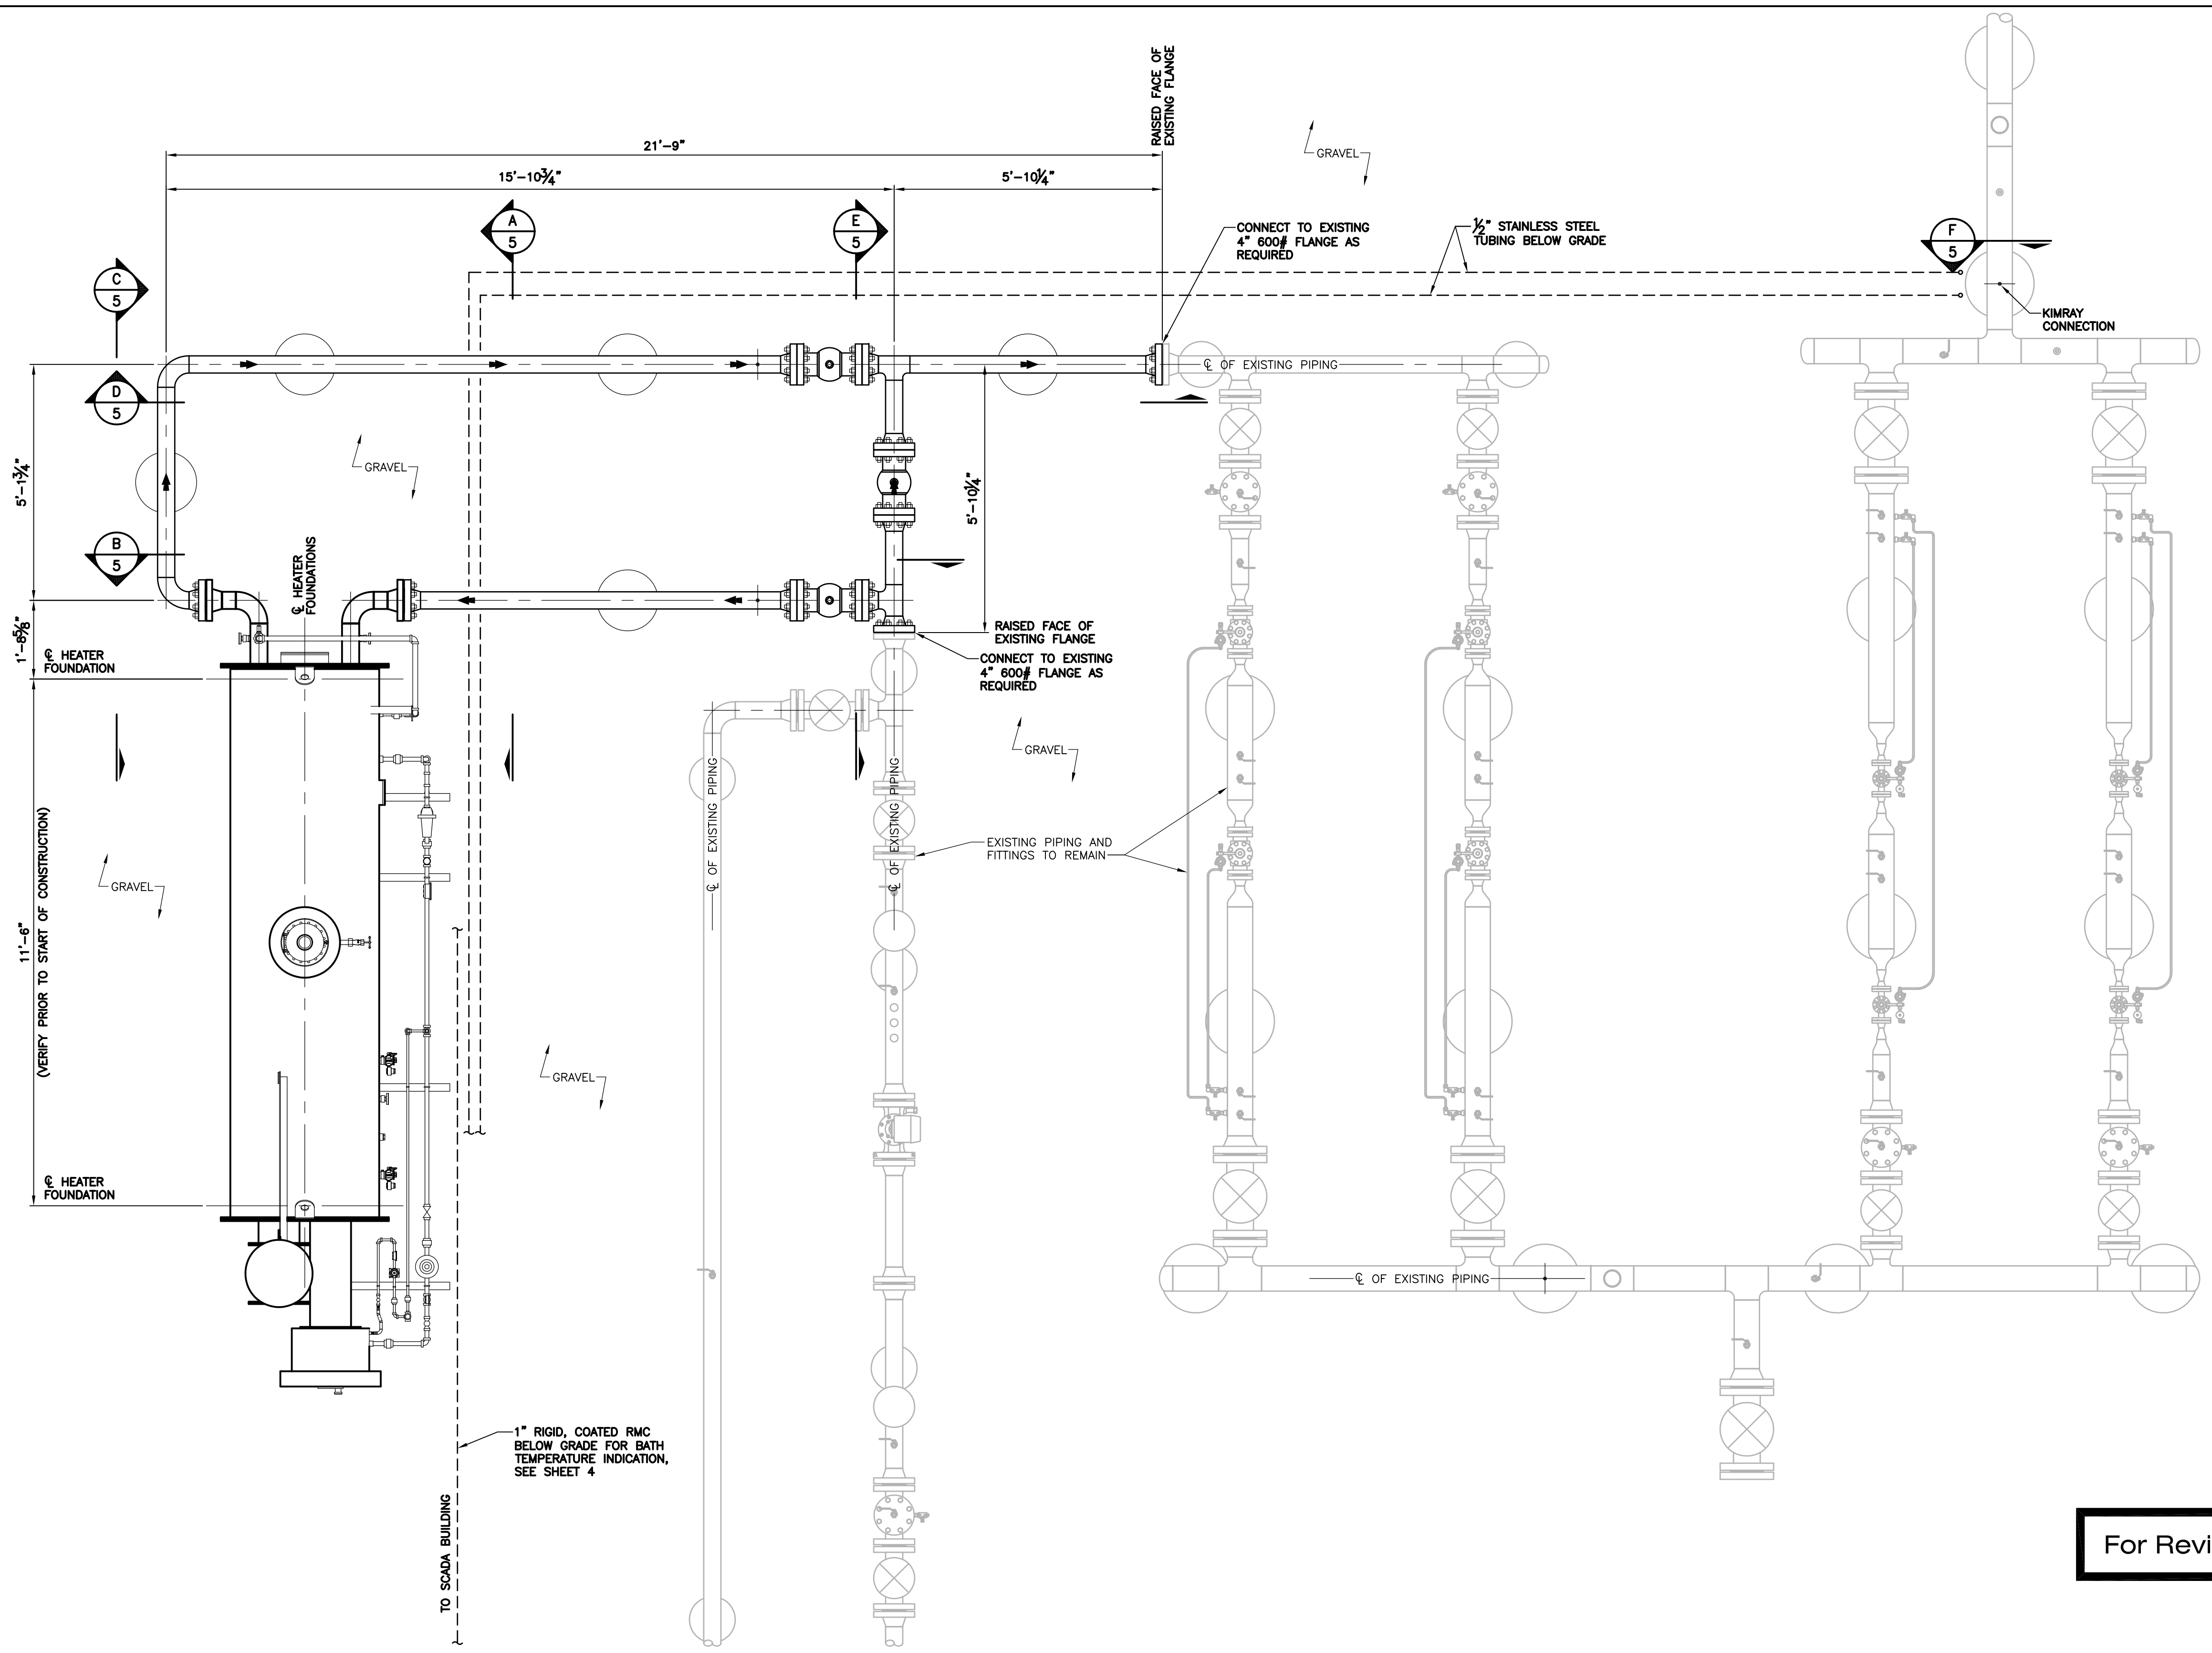 RAISED FACE OF
EXISTING FLANGE
21'-9"
15'-10¾"
5'-10¼"
GRAVEL
A
5
E
5
CONNECT TO EXISTING
4" 600# FLANGE AS
REQUIRED
½" STAINLESS STEEL
TUBING BELOW GRADE
F
5
C
5
KIMRAY
CONNECTION
℄ OF EXISTING PIPING
D
5
5'-1¾"
GRAVEL
5'-10¼"
B
5
℄ HEATER
FOUNDATIONS
1'-8⅝"
RAISED FACE OF
EXISTING FLANGE
℄ HEATER
FOUNDATION
CONNECT TO EXISTING
4" 600# FLANGE AS
REQUIRED
GRAVEL
℄ OF EXISTING PIPING
℄ OF EXISTING PIPING
EXISTING PIPING AND
FITTINGS TO REMAIN
GRAVEL
11'-6"
(VERIFY PRIOR TO START OF CONSTRUCTION)
GRAVEL
℄ HEATER
FOUNDATION
℄ OF EXISTING PIPING
1" RIGID, COATED RMC
BELOW GRADE FOR BATH
TEMPERATURE INDICATION,
SEE SHEET 4
TO SCADA BUILDING
For Revi